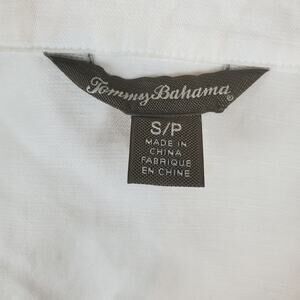 Tommy Bahama®
S/P
MADE IN
CHINA
FABRIQUE
EN CHINE